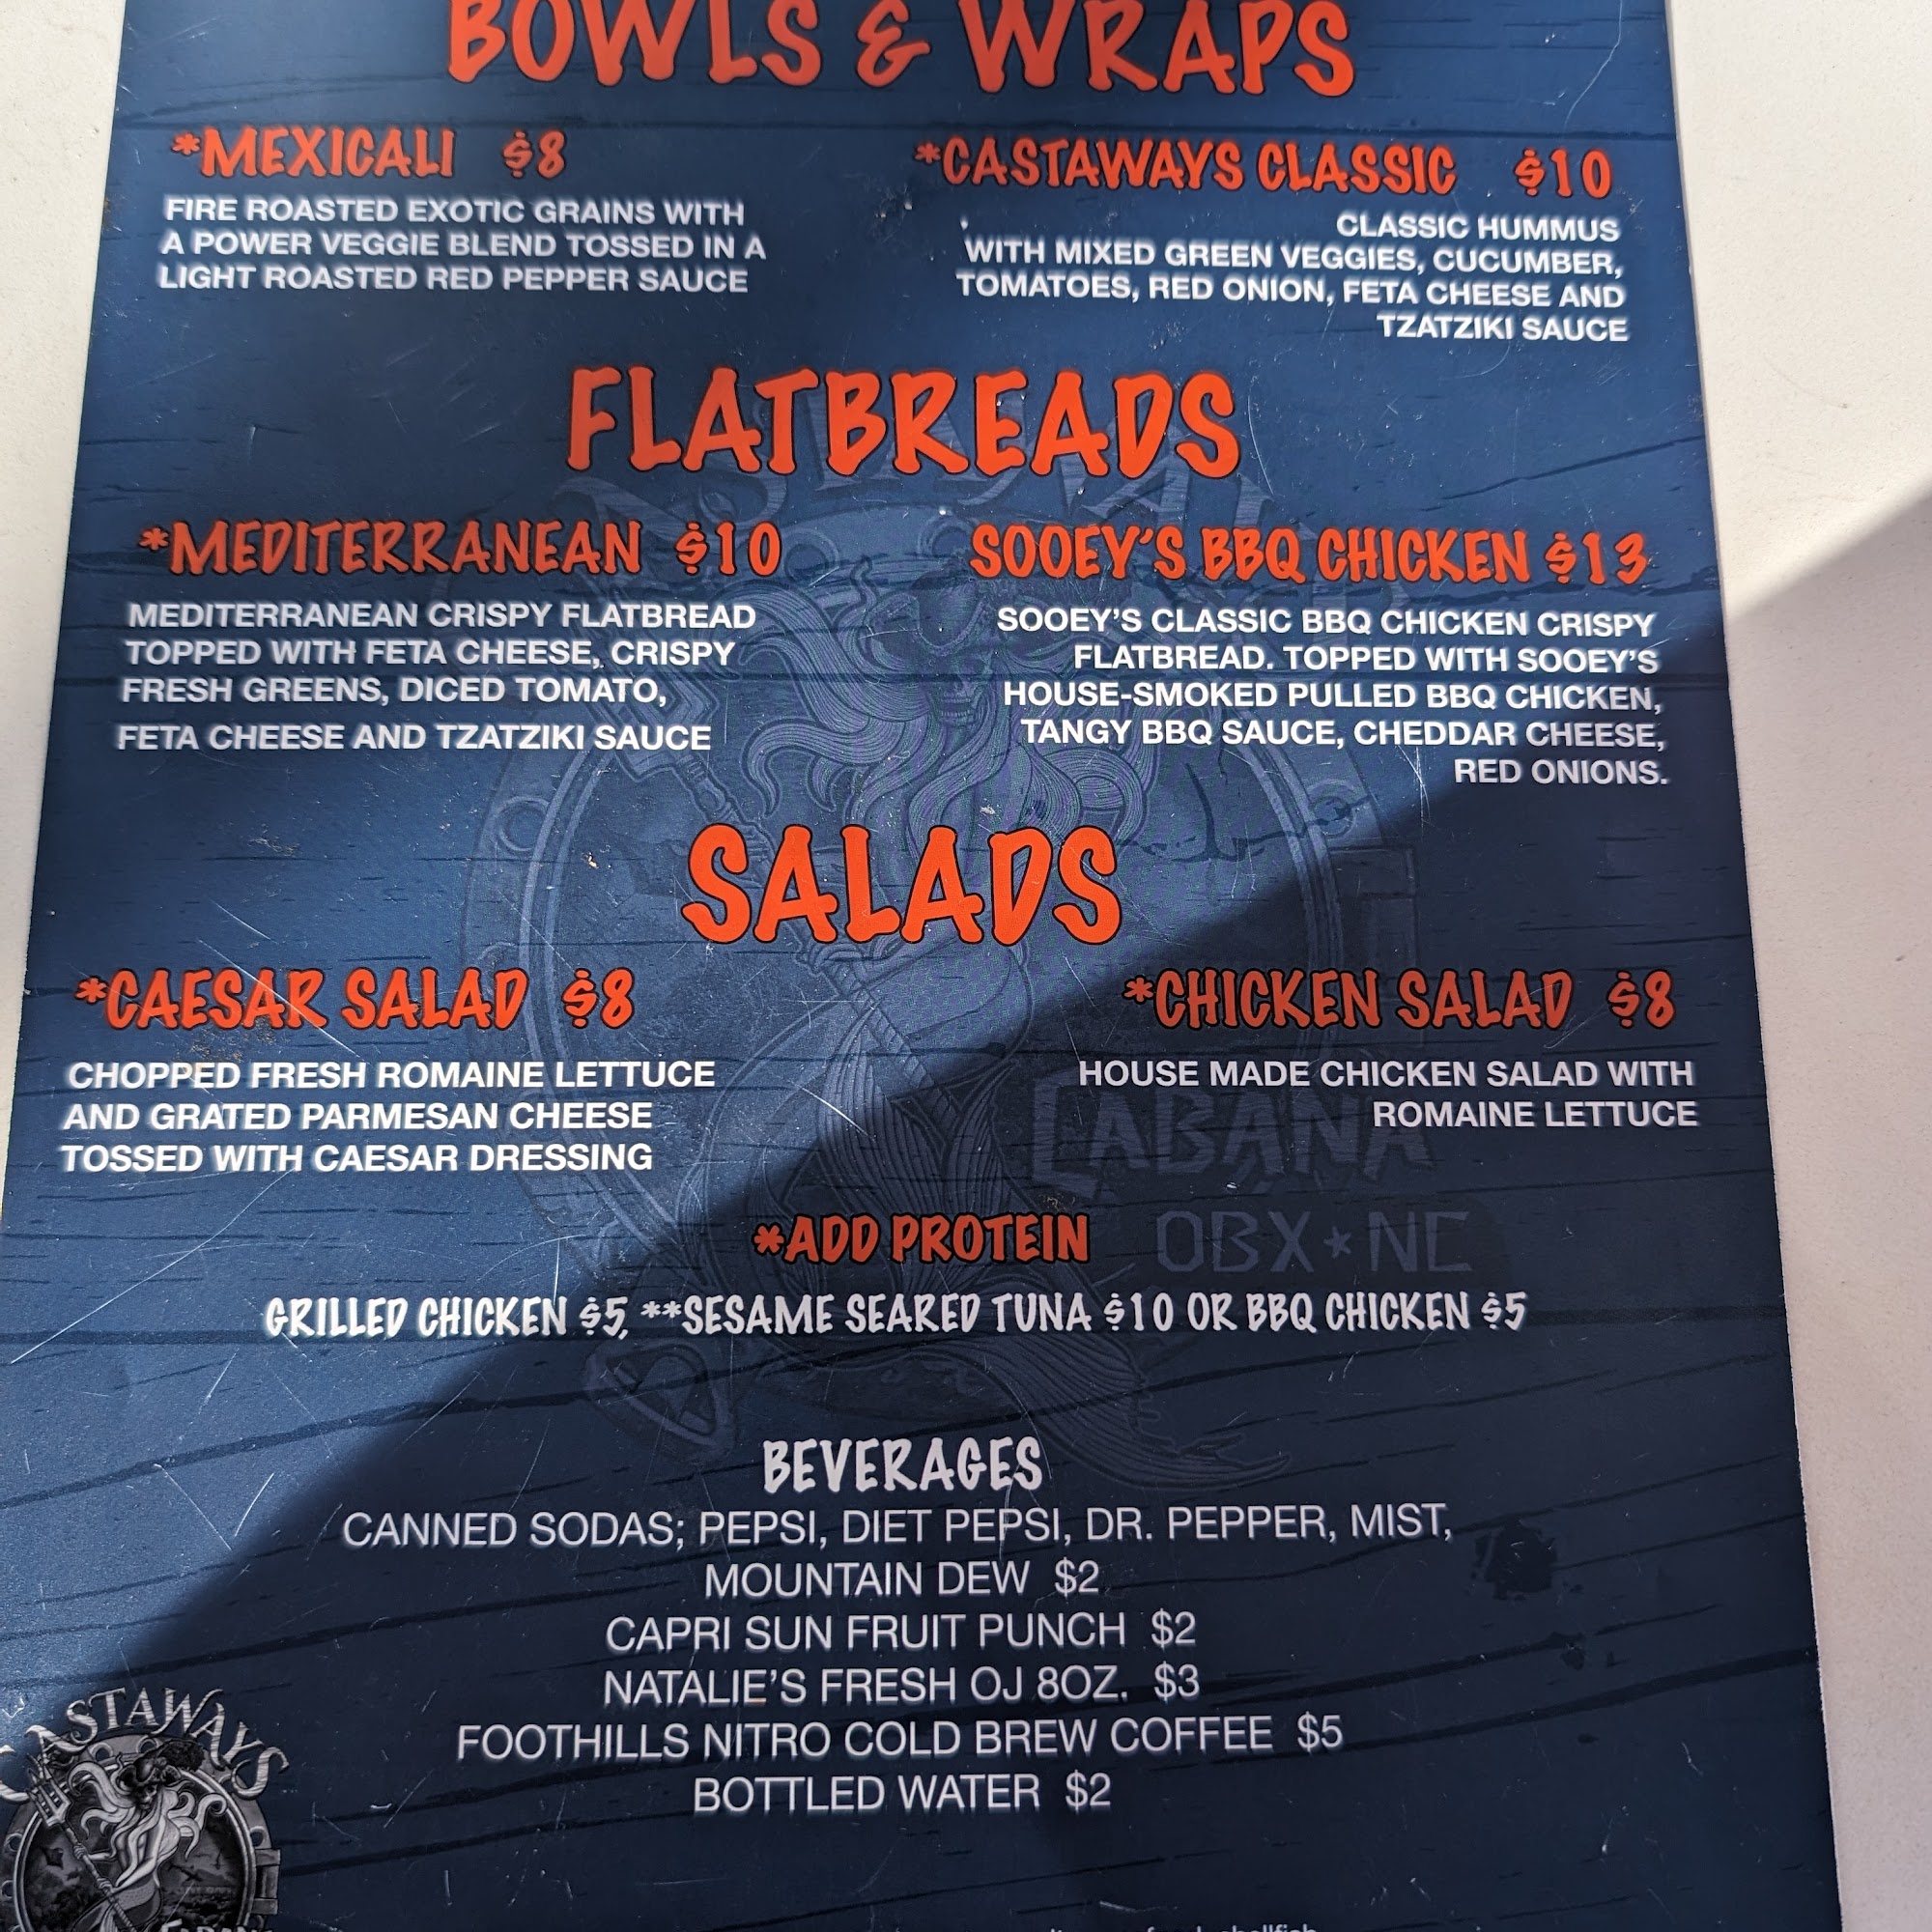 BOWLS & WRAPS
*MEXICALI $8
FIRE ROASTED EXOTIC GRAINS WITH
A POWER VEGGIE BLEND TOSSED IN A
LIGHT ROASTED RED PEPPER SAUCE
*CASTAWAYS CLASSIC $10
CLASSIC HUMMUS
WITH MIXED GREEN VEGGIES, CUCUMBER,
TOMATOES, RED ONION, FETA CHEESE AND
TZATZIKI SAUCE
FLATBREADS
*MEDITERRANEAN $10
MEDITERRANEAN CRISPY FLATBREAD
TOPPED WITH FETA CHEESE, CRISPY
FRESH GREENS, DICED TOMATO,
FETA CHEESE AND TZATZIKI SAUCE
SOOEY'S BBQ CHICKEN $13
SOOEY'S CLASSIC BBQ CHICKEN CRISPY
FLATBREAD. TOPPED WITH SOOEY'S
HOUSE-SMOKED PULLED BBQ CHICKEN,
TANGY BBQ SAUCE, CHEDDAR CHEESE,
RED ONIONS.
SALADS
*CAESAR SALAD $8
CHOPPED FRESH ROMAINE LETTUCE
AND GRATED PARMESAN CHEESE
TOSSED WITH CAESAR DRESSING
*CHICKEN SALAD $8
HOUSE MADE CHICKEN SALAD WITH
ROMAINE LETTUCE
CABANA
OBX★NC
*ADD PROTEIN
GRILLED CHICKEN $5, **SESAME SEARED TUNA $10 OR BBQ CHICKEN $5
BEVERAGES
CANNED SODAS; PEPSI, DIET PEPSI, DR. PEPPER, MIST,
MOUNTAIN DEW $2
CAPRI SUN FRUIT PUNCH $2
NATALIE'S FRESH OJ 8OZ. $3
FOOTHILLS NITRO COLD BREW COFFEE $5
BOTTLED WATER $2
CASTAWAYS